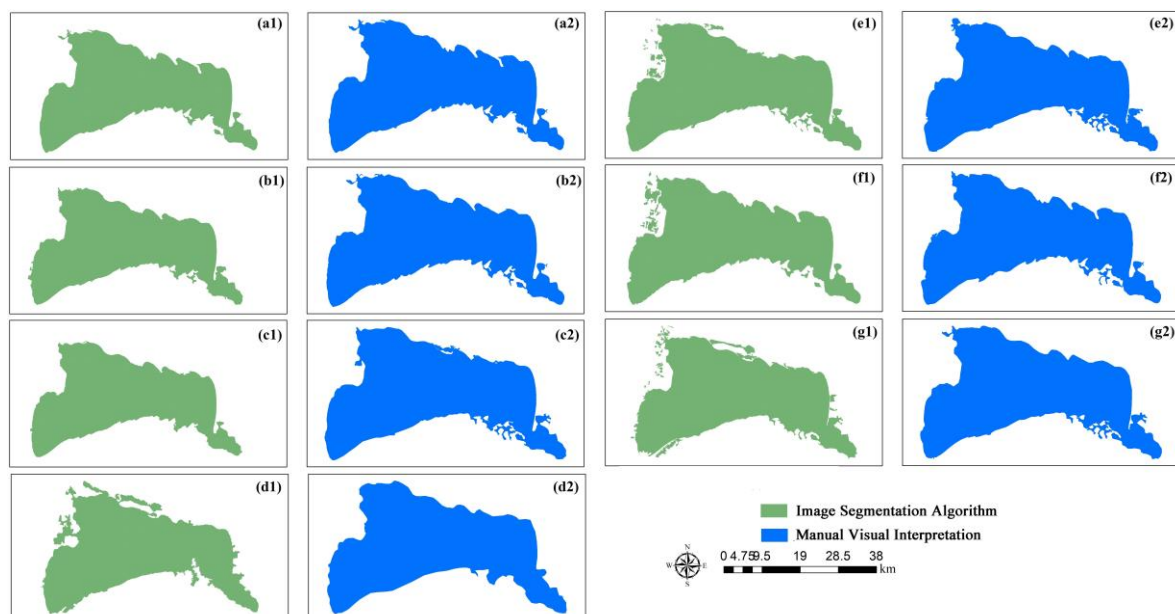 (a1) (a2) (e1) (e2)
(b1) (b2) (f1) (f2)
(c1) (c2) (g1) (g2)
(d1) (d2)
Image Segmentation Algorithm
Manual Visual Interpretation
N
W E
S
0 4.75 9.5 19 28.5 38
km